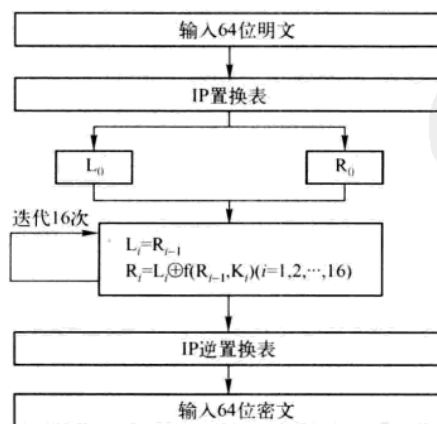 输入64位明文
IP置换表
L₀
R₀
迭代16次
Lᵢ=Rᵢ₋₁
Rᵢ=Lᵢ⊕f(Rᵢ₋₁,Kᵢ)(i=1,2,⋯,16)
IP逆置换表
输入64位密文